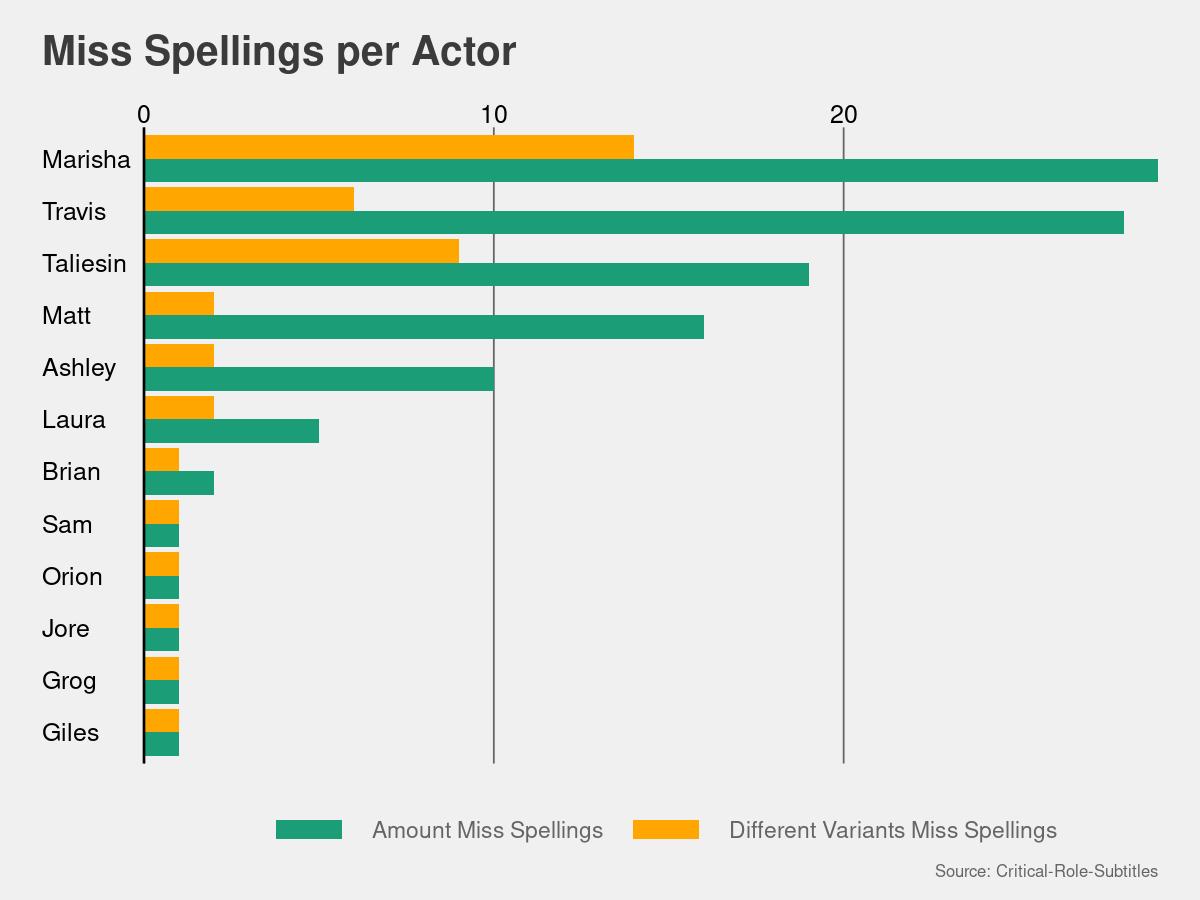 Miss Spellings per Actor
0 10 20
Marisha
Travis
Taliesin
Matt
Ashley
Laura
Brian
Sam
Orion
Jore
Grog
Giles
Amount Miss Spellings Different Variants Miss Spellings
Source: Critical-Role-Subtitles